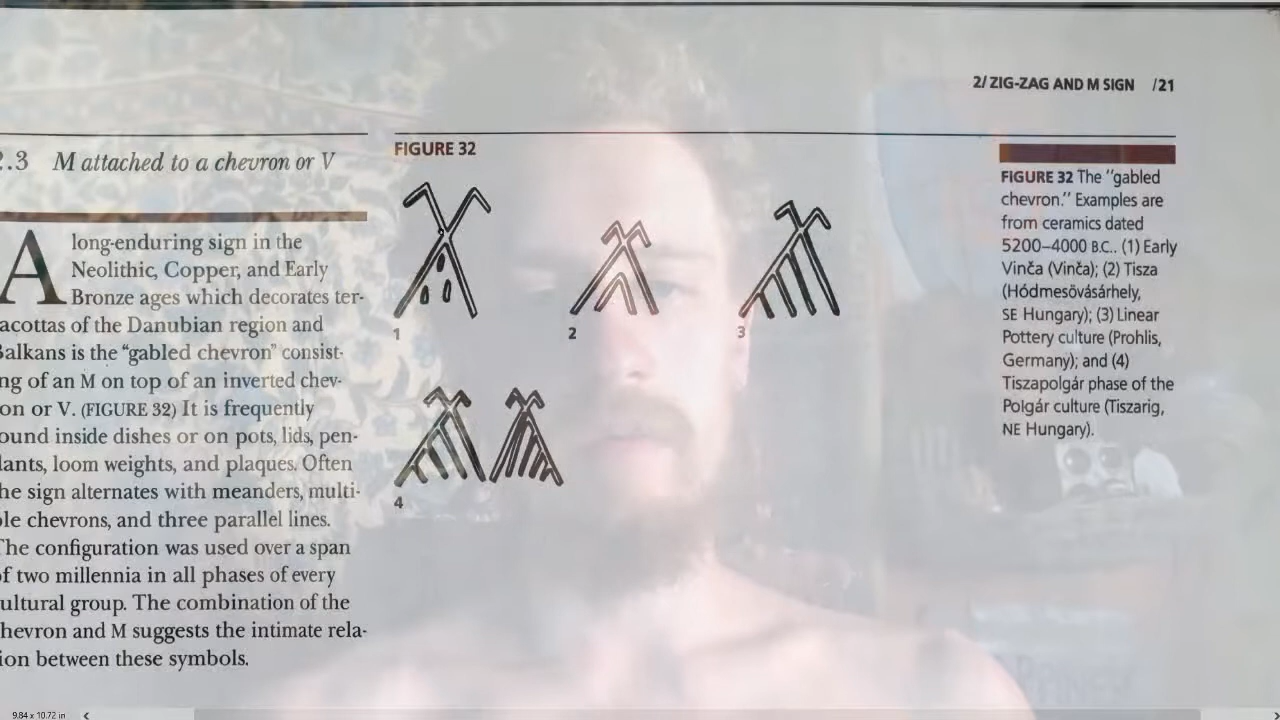 2/ ZIG-ZAG AND M SIGN /21
2.3 M attached to a chevron or V
A long-enduring sign in the
Neolithic, Copper, and Early
Bronze ages which decorates ter-
acottas of the Danubian region and
Balkans is the “gabled chevron” consist-
ng of an M on top of an inverted chev-
on or V. (FIGURE 32) It is frequently
ound inside dishes or on pots, lids, pen-
dants, loom weights, and plaques. Often
he sign alternates with meanders, multi-
ple chevrons, and three parallel lines.
The configuration was used over a span
of two millennia in all phases of every
ultural group. The combination of the
hevron and M suggests the intimate rela-
ion between these symbols.
FIGURE 32
1
2
3
4
FIGURE 32 The "gabled
chevron." Examples are
from ceramics dated
5200–4000 B.C.. (1) Early
Vinča (Vinča); (2) Tisza
(Hódmesövásárhely,
SE Hungary); (3) Linear
Pottery culture (Prohlis,
Germany); and (4)
Tiszapolgár phase of the
Polgár culture (Tiszarig,
NE Hungary).
9.84 x 10.72 in